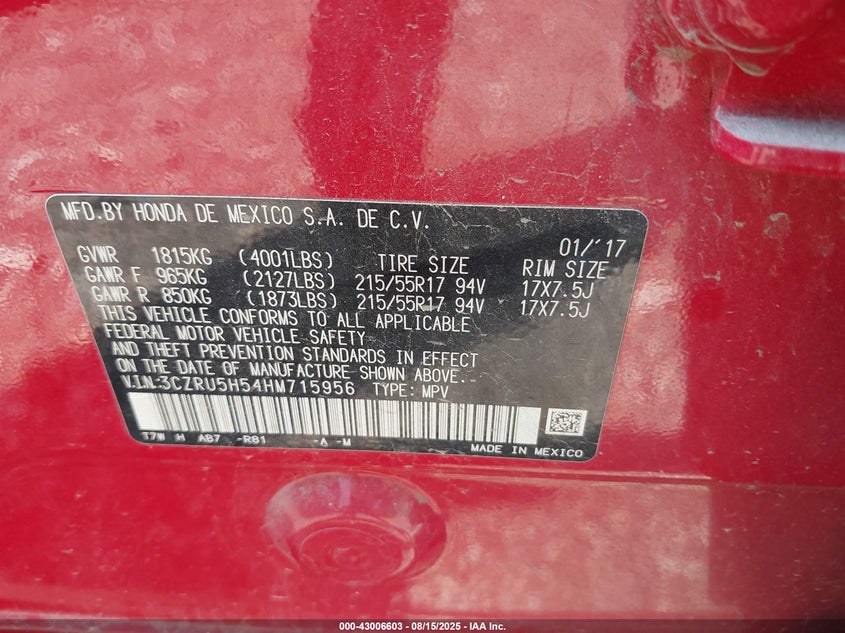 MFD.BY HONDA DE MEXICO S.A. DE C.V.
01/'17
GVWR 1815KG (4001LBS) TIRE SIZE RIM SIZE
GAWR F 965KG (2127LBS) 215/55R17 94V 17X7.5J
GAWR R 850KG (1873LBS) 215/55R17 94V 17X7.5J
THIS VEHICLE CONFORMS TO ALL APPLICABLE
FEDERAL MOTOR VEHICLE SAFETY
AND THEFT PREVENTION STANDARDS IN EFFECT
ON THE DATE OF MANUFACTURE SHOWN ABOVE.
V.I.N:3CZRU5H54HM715956 TYPE: MPV
T7W H AB7 -R81 -A -M
MADE IN MEXICO
000-43006603 - 08/15/2025 - IAA Inc.